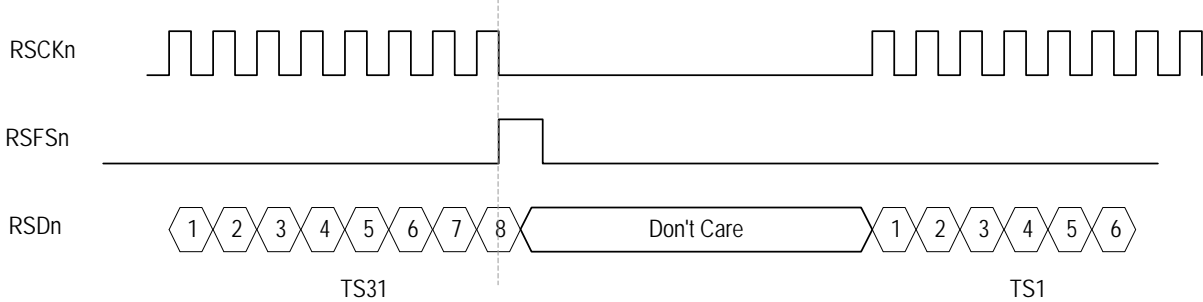 RSCKn
RSFSn
RSDn 1 2 3 4 5 6 7 8 Don't Care 1 2 3 4 5 6
TS31 TS1